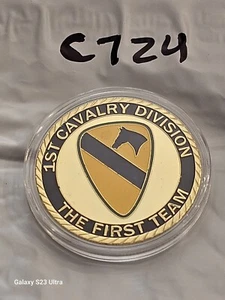 C724
1ST CAVALRY DIVISION
THE FIRST TEAM
Galaxy S23 Ultra